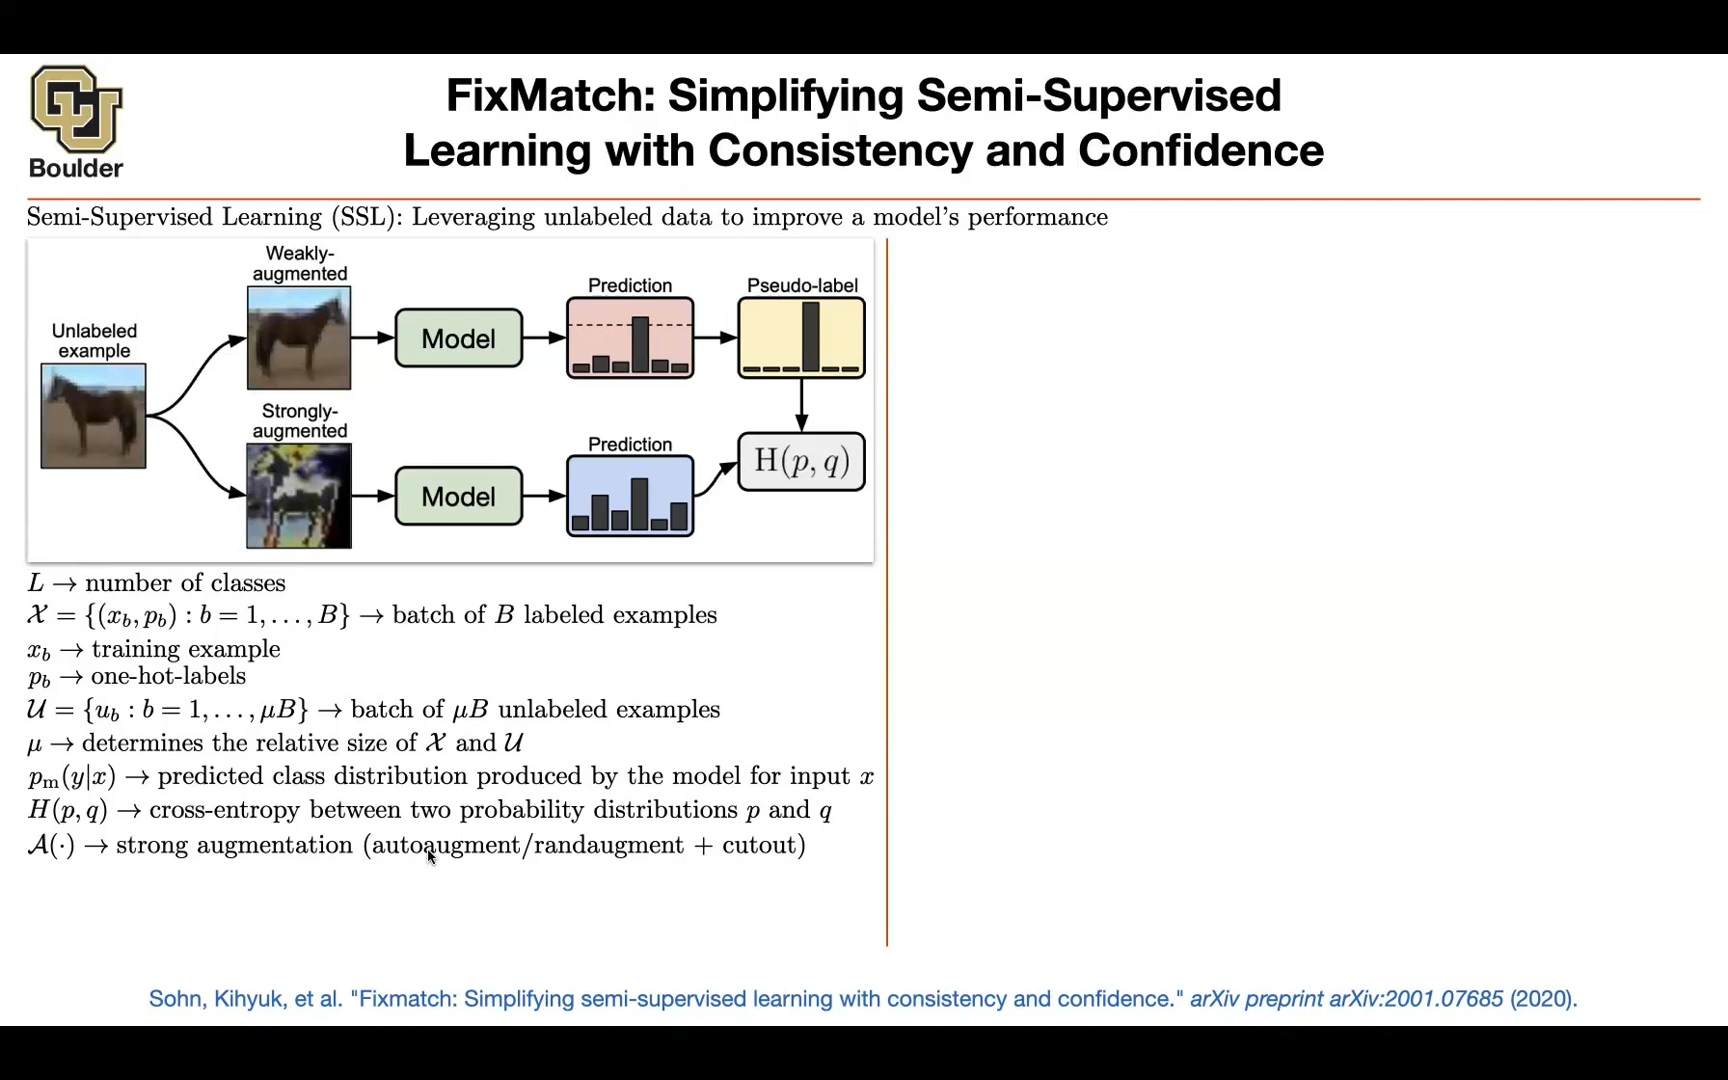 Boulder
FixMatch: Simplifying Semi-Supervised
Learning with Consistency and Confidence
Semi-Supervised Learning (SSL): Leveraging unlabeled data to improve a model's performance
Unlabeled
example
Weakly-
augmented
Model
Prediction
Pseudo-label
Strongly-
augmented
Model
Prediction
H(p, q)
L → number of classes
𝒳 = {(x_b, p_b) : b = 1, . . . , B} → batch of B labeled examples
x_b → training example
p_b → one-hot-labels
𝒰 = {u_b : b = 1, . . . , μB} → batch of μB unlabeled examples
μ → determines the relative size of 𝒳 and 𝒰
p_m(y|x) → predicted class distribution produced by the model for input x
H(p, q) → cross-entropy between two probability distributions p and q
𝒜(·) → strong augmentation (autoaugment/randaugment + cutout)
Sohn, Kihyuk, et al. "Fixmatch: Simplifying semi-supervised learning with consistency and confidence." arXiv preprint arXiv:2001.07685 (2020).